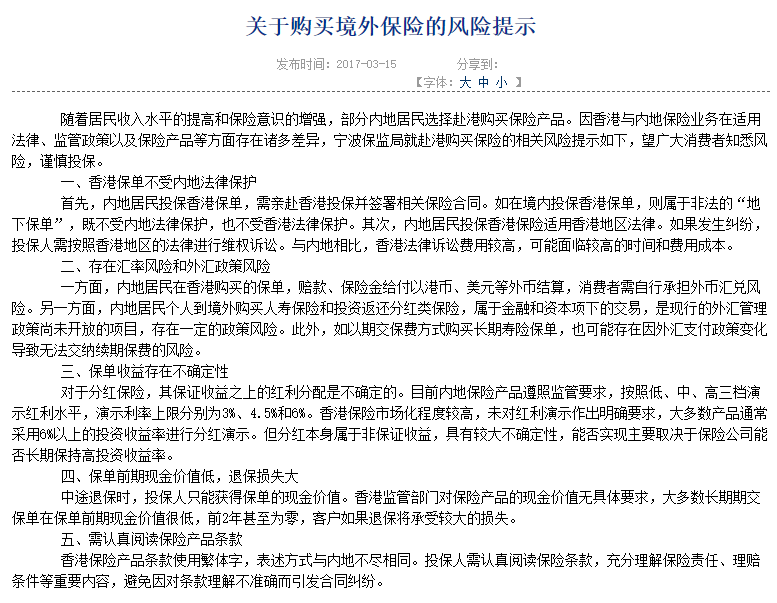 关于购买境外保险的风险提示
发布时间：2017-03-15 分享到：
【字体：大 中 小 】
随着居民收入水平的提高和保险意识的增强，部分内地居民选择赴港购买保险产品。因香港与内地保险业务在适用
法律、监管政策以及保险产品等方面存在诸多差异，宁波保监局就赴港购买保险的相关风险提示如下，望广大消费者知悉风
险，谨慎投保。
一、香港保单不受内地法律保护
首先，内地居民投保香港保单，需亲赴香港投保并签署相关保险合同。如在境内投保香港保单，则属于非法的“地
下保单”，既不受内地法律保护，也不受香港法律保护。其次，内地居民投保香港保险适用香港地区法律。如果发生纠纷，
投保人需按照香港地区的法律进行维权诉讼。与内地相比，香港法律诉讼费用较高，可能面临较高的时间和费用成本。
二、存在汇率风险和外汇政策风险
一方面，内地居民在香港购买的保单，赔款、保险金给付以港币、美元等外币结算，消费者需自行承担外币汇兑风
险。另一方面，内地居民个人到境外购买人寿保险和投资返还分红类保险，属于金融和资本项下的交易，是现行的外汇管理
政策尚未开放的项目，存在一定的政策风险。此外，如以期交保费方式购买长期寿险保单，也可能存在因外汇支付政策变化
导致无法交纳续期保费的风险。
三、保单收益存在不确定性
对于分红保险，其保证收益之上的红利分配是不确定的。目前内地保险产品遵照监管要求，按照低、中、高三档演
示红利水平，演示利率上限分别为3%、4.5%和6%。香港保险市场化程度较高，未对红利演示作出明确要求，大多数产品通常
采用6%以上的投资收益率进行分红演示。但分红本身属于非保证收益，具有较大不确定性，能否实现主要取决于保险公司能
否长期保持高投资收益率。
四、保单前期现金价值低，退保损失大
中途退保时，投保人只能获得保单的现金价值。香港监管部门对保险产品的现金价值无具体要求，大多数长期期交
保单在保单前期现金价值很低，前2年甚至为零，客户如果退保将承受较大的损失。
五、需认真阅读保险产品条款
香港保险产品条款使用繁体字，表述方式与内地不尽相同。投保人需认真阅读保险条款，充分理解保险责任、理赔
条件等重要内容，避免因对条款理解不准确而引发合同纠纷。